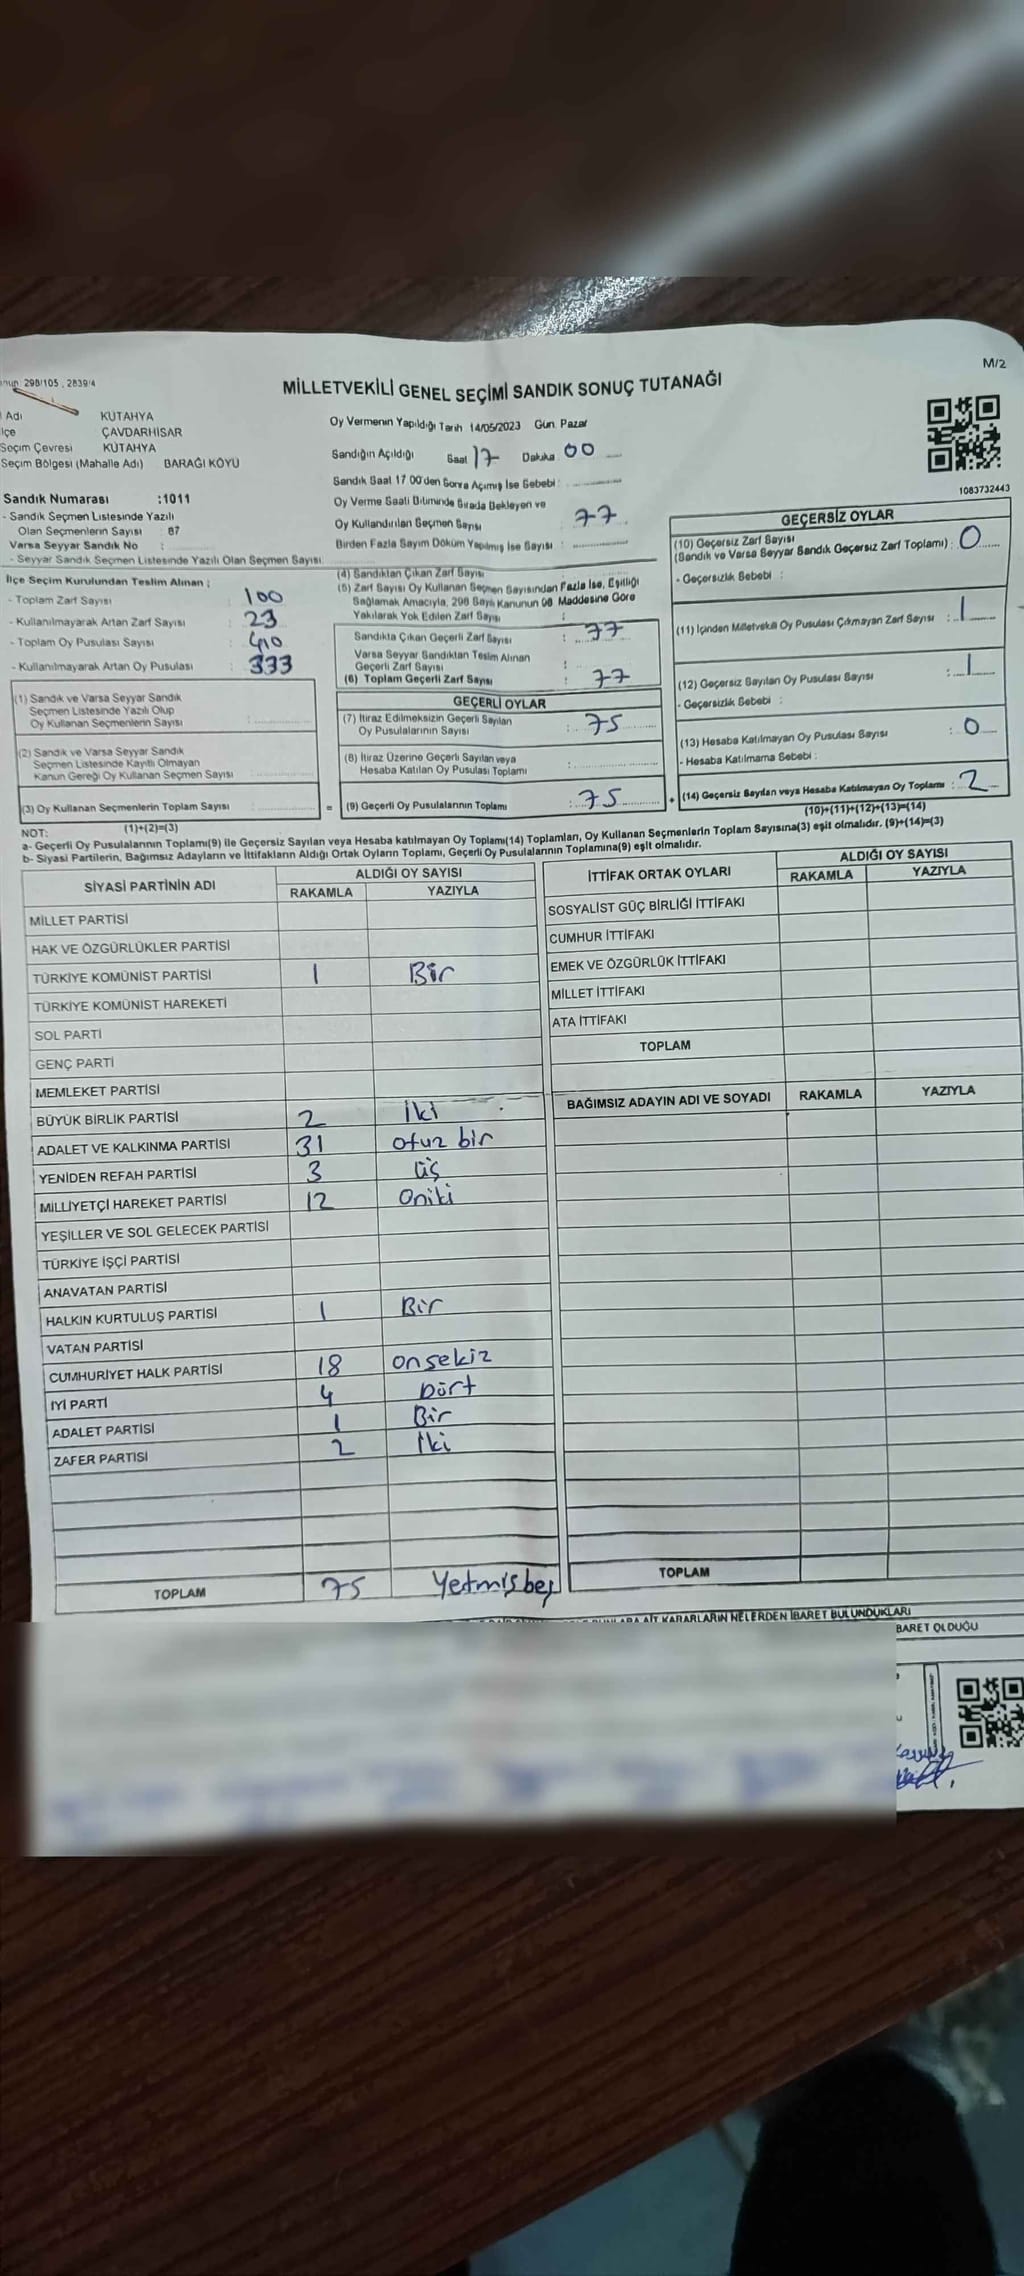 M/2
298/105 , 2839/4
MİLLETVEKİLİ GENEL SEÇİMİ SANDIK SONUÇ TUTANAĞI
Adı KÜTAHYA
İlçe ÇAVDARHİSAR
Seçim Çevresi KÜTAHYA
Seçim Bölgesi (Mahalle Adı) BARAĞI KÖYÜ
Sandık Numarası :1011
- Sandık Seçmen Listesinde Yazılı
Olan Seçmenlerin Sayısı : 87
Varsa Seyyar Sandık No :
- Seyyar Sandık Seçmen Listesinde Yazılı Olan Seçmen Sayısı
Oy Vermenin Yapıldığı Tarih 14/05/2023 Gün Pazar
Sandığın Açıldığı Saat 17 Dakika 00
Sandık Saat 17 00'den Sonra Açımış İse Sebebi :
Oy Verme Saati Bitiminde Sırada Bekleyen ve
Oy Kullandırılan Seçmen Sayısı : 77
Birden Fazla Sayım Döküm Yapılmış İse Sayısı :
1083732443
İlçe Seçim Kurulundan Teslim Alınan :
- Toplam Zarf Sayısı : 100
- Kullanılmayarak Artan Zarf Sayısı : 23
- Toplam Oy Pusulası Sayısı : 410
- Kullanılmayarak Artan Oy Pusulası : 333
(4) Sandıktan Çıkan Zarf Sayısı :
(5) Zarf Sayısı Oy Kullanan Seçmen Sayısından Fazla İse, Eşitliği
Sağlamak Amacıyla, 298 Sayılı Kanunun 98 Maddesine Göre
Yakılarak Yok Edilen Zarf Sayısı :
Sandıkta Çıkan Geçerli Zarf Sayısı : 77
Varsa Seyyar Sandıktan Teslim Alınan
Geçerli Zarf Sayısı :
(6) Toplam Geçerli Zarf Sayısı : 77
GEÇERSİZ OYLAR
(10) Geçersiz Zarf Sayısı
(Sandık ve Varsa Seyyar Sandık Geçersiz Zarf Toplamı) : 0
- Geçersizlik Sebebi :
(11) İçinden Milletvekili Oy Pusulası Çıkmayan Zarf Sayısı : 1
(12) Geçersiz Sayılan Oy Pusulası Sayısı : 1
- Geçersizlik Sebebi :
(13) Hesaba Katılmayan Oy Pusulası Sayısı : 0
- Hesaba Katılmama Sebebi :
(14) Geçersiz Sayılan veya Hesaba Katılmayan Oy Toplamı : 2
(10)+(11)+(12)+(13)=(14)
(1) Sandık ve Varsa Seyyar Sandık
Seçmen Listesinde Yazılı Olup
Oy Kullanan Seçmenlerin Sayısı :
(2) Sandık ve Varsa Seyyar Sandık
Seçmen Listesinde Kayıtlı Olmayan
Kanun Gereği Oy Kullanan Seçmen Sayısı :
(3) Oy Kullanan Seçmenlerin Toplam Sayısı :
(1)+(2)=(3)
GEÇERLİ OYLAR
(7) İtiraz Edilmeksizin Geçerli Sayılan
Oy Pusulalarının Sayısı : 75
(8) İtiraz Üzerine Geçerli Sayılan veya
Hesaba Katılan Oy Pusulası Toplamı :
= (9) Geçerli Oy Pusulalarının Toplamı : 75 +
NOT:
a- Geçerli Oy Pusulalarının Toplamı(9) ile Geçersiz Sayılan veya Hesaba katılmayan Oy Toplamı(14) Toplamları, Oy Kullanan Seçmenlerin Toplam Sayısına(3) eşit olmalıdır. (9)+(14)=(3)
b- Siyasi Partilerin, Bağımsız Adayların ve İttifakların Aldığı Ortak Oyların Toplamı, Geçerli Oy Pusulalarının Toplamına(9) eşit olmalıdır.
SİYASİ PARTİNİN ADI ALDIĞI OY SAYISI
RAKAMLA YAZIYLA
MİLLET PARTİSİ
HAK VE ÖZGÜRLÜKLER PARTİSİ
TÜRKİYE KOMÜNİST PARTİSİ 1 Bir
TÜRKİYE KOMÜNİST HAREKETİ
SOL PARTİ
GENÇ PARTİ
MEMLEKET PARTİSİ
BÜYÜK BİRLİK PARTİSİ 2 iki
ADALET VE KALKINMA PARTİSİ 31 otuz bir
YENİDEN REFAH PARTİSİ 3 üç
MİLLİYETÇİ HAREKET PARTİSİ 12 Oniki
YEŞİLLER VE SOL GELECEK PARTİSİ
TÜRKİYE İŞÇİ PARTİSİ
ANAVATAN PARTİSİ
HALKIN KURTULUŞ PARTİSİ 1 Bir
VATAN PARTİSİ
CUMHURİYET HALK PARTİSİ 18 onsekiz
İYİ PARTİ 4 Dört
ADALET PARTİSİ 1 Bir
ZAFER PARTİSİ 2 İki
TOPLAM 75 Yetmişbeş
İTTİFAK ORTAK OYLARI ALDIĞI OY SAYISI
RAKAMLA YAZIYLA
SOSYALİST GÜÇ BİRLİĞİ İTTİFAKI
CUMHUR İTTİFAKI
EMEK VE ÖZGÜRLÜK İTTİFAKI
MİLLET İTTİFAKI
ATA İTTİFAKI
TOPLAM
BAĞIMSIZ ADAYIN ADI VE SOYADI RAKAMLA YAZIYLA
TOPLAM
AİT KARARLARIN NELERDEN İBARET BULUNDUKLARI
BARET OLDUĞU